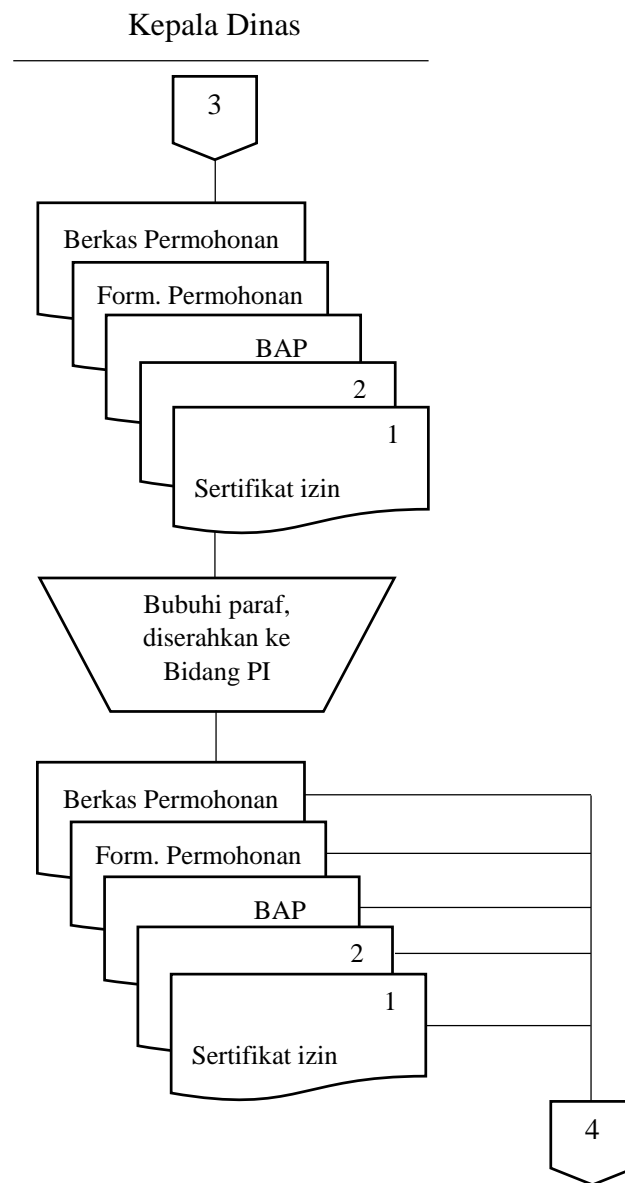 Kepala Dinas
3
Berkas Permohonan
Form. Permohonan
BAP
2
1
Sertifikat izin
Bubuhi paraf,
diserahkan ke
Bidang PI
Berkas Permohonan
Form. Permohonan
BAP
2
1
Sertifikat izin
4